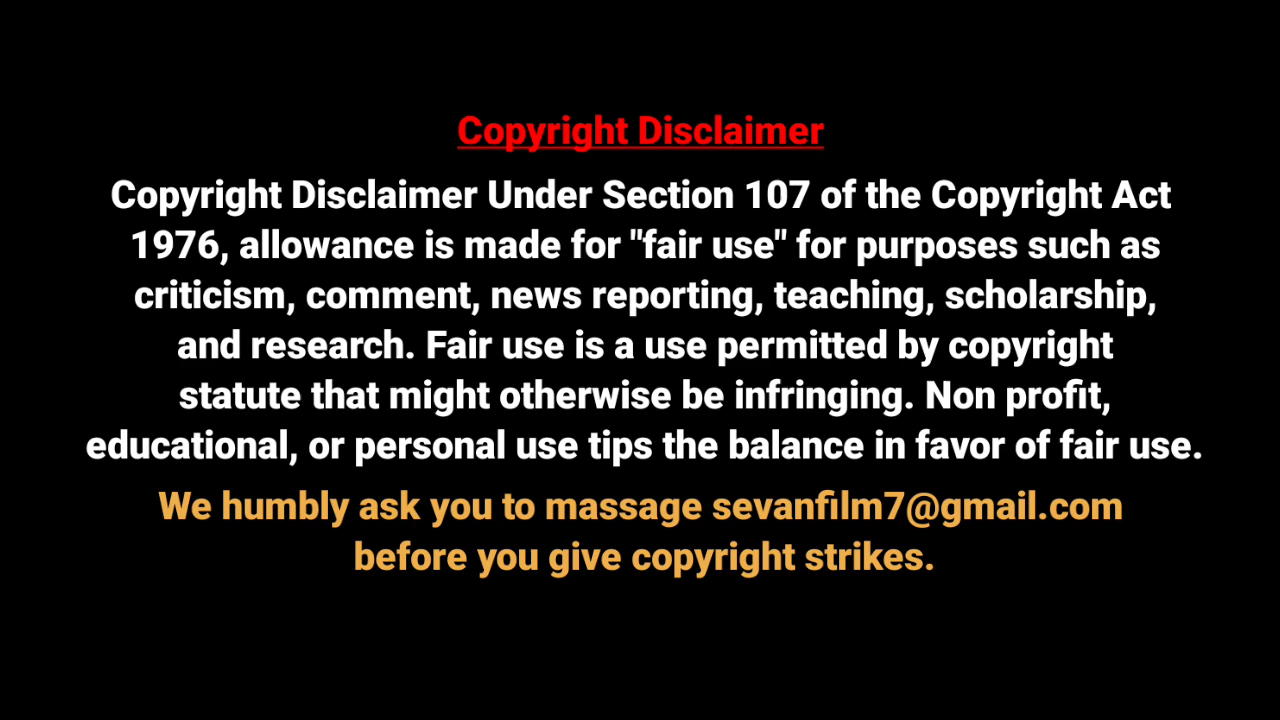 Copyright Disclaimer
Copyright Disclaimer Under Section 107 of the Copyright Act
1976, allowance is made for "fair use" for purposes such as
criticism, comment, news reporting, teaching, scholarship,
and research. Fair use is a use permitted by copyright
statute that might otherwise be infringing. Non profit,
educational, or personal use tips the balance in favor of fair use.
We humbly ask you to massage sevanfilm7@gmail.com
before you give copyright strikes.